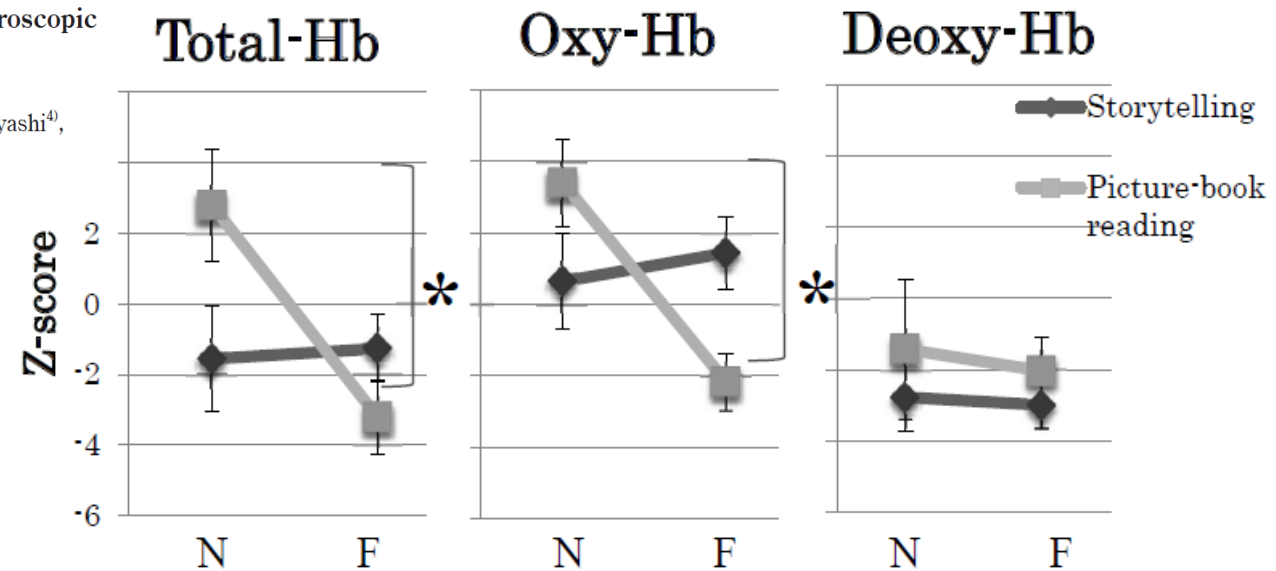 roscopic
yashi4),
Total-Hb
Oxy-Hb
Deoxy-Hb
Storytelling
Picture-book
reading
Z-score
2
0
-2
-4
-6
*
*
N F
N F
N F